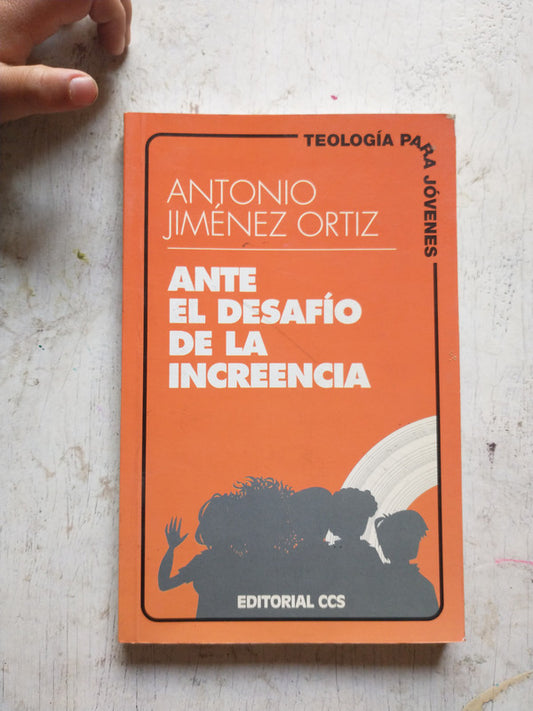 TEOLOGÍA PARA JÓVENES
ANTONIO
JIMÉNEZ ORTIZ
ANTE
EL DESAFÍO
DE LA
INCREENCIA
EDITORIAL CCS